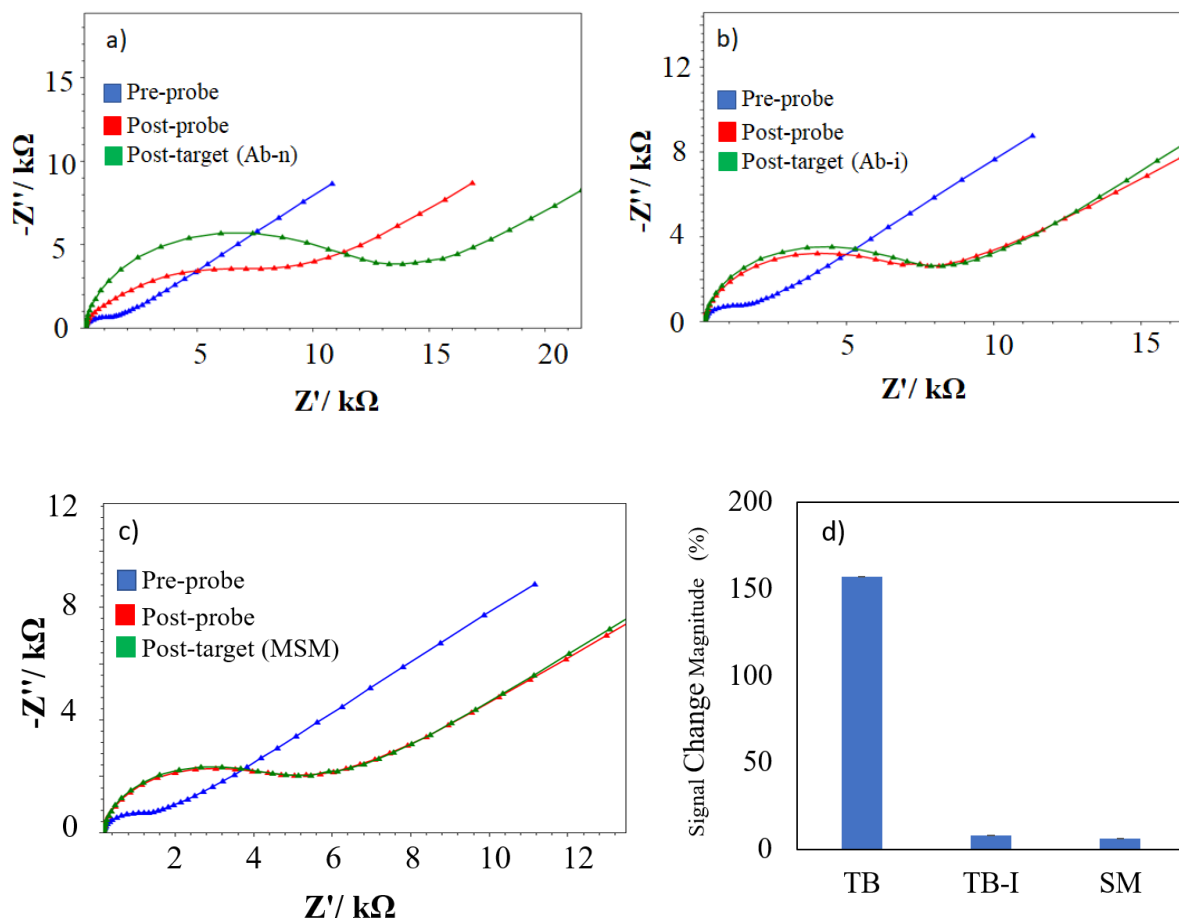 a)
Pre-probe
Post-probe
Post-target (Ab-n)
-Z''/ kΩ
15
10
5
0
5
10
15
20
Z'/ kΩ
b)
Pre-probe
Post-probe
Post-target (Ab-i)
-Z''/ kΩ
12
8
4
0
5
10
15
Z'/ kΩ
c)
Pre-probe
Post-probe
Post-target (MSM)
-Z''/ kΩ
12
8
4
0
2
4
6
8
10
12
Z'/ kΩ
d)
Signal Change Magnitude (%)
200
150
100
50
0
TB
TB-I
SM